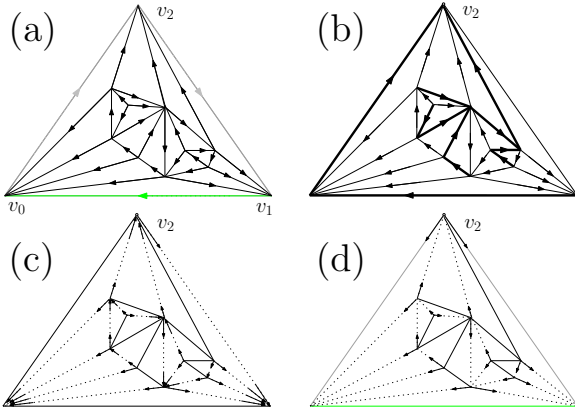 (a) v₂ (b) v₂
v₀ v₁
(c) v₂ (d) v₂